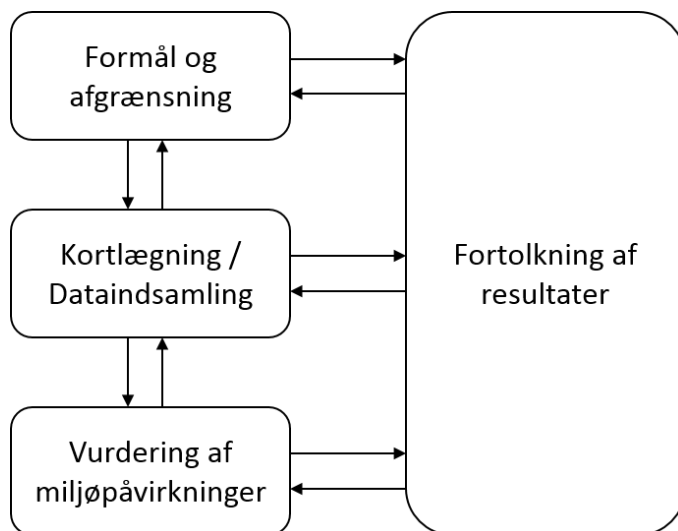 Formål og
afgrænsning
Kortlægning /
Dataindsamling
Fortolkning af
resultater
Vurdering af
miljøpåvirkninger